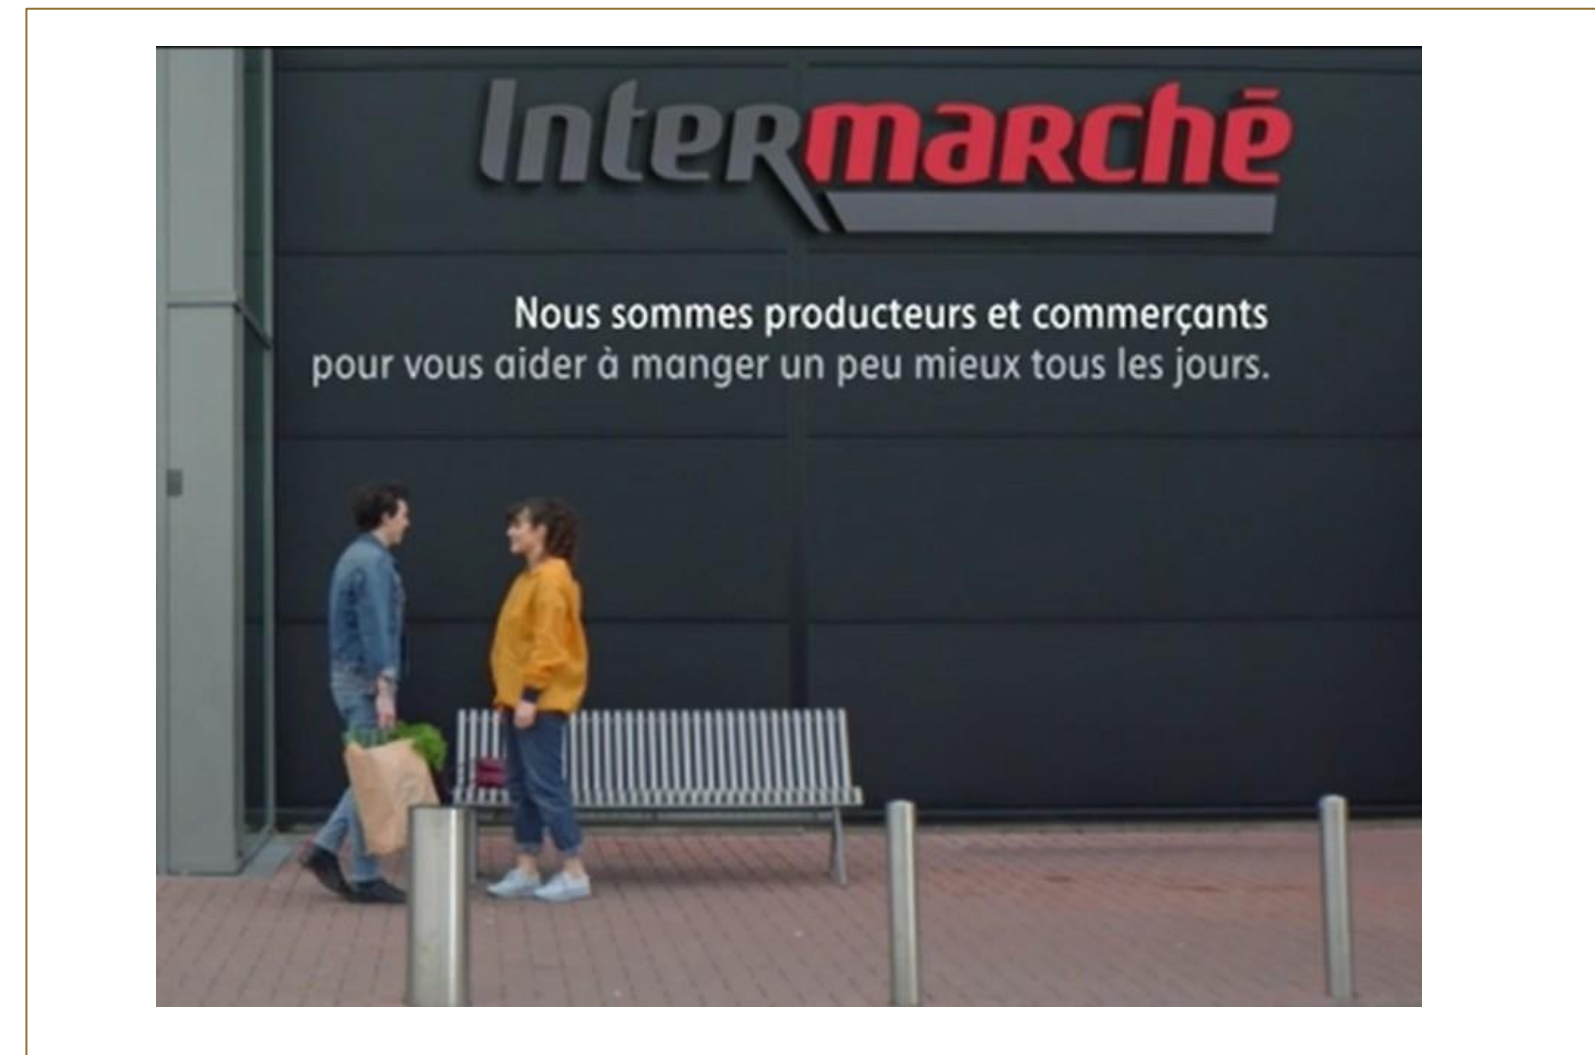 Intermarché
Nous sommes producteurs et commerçants
pour vous aider à manger un peu mieux tous les jours.